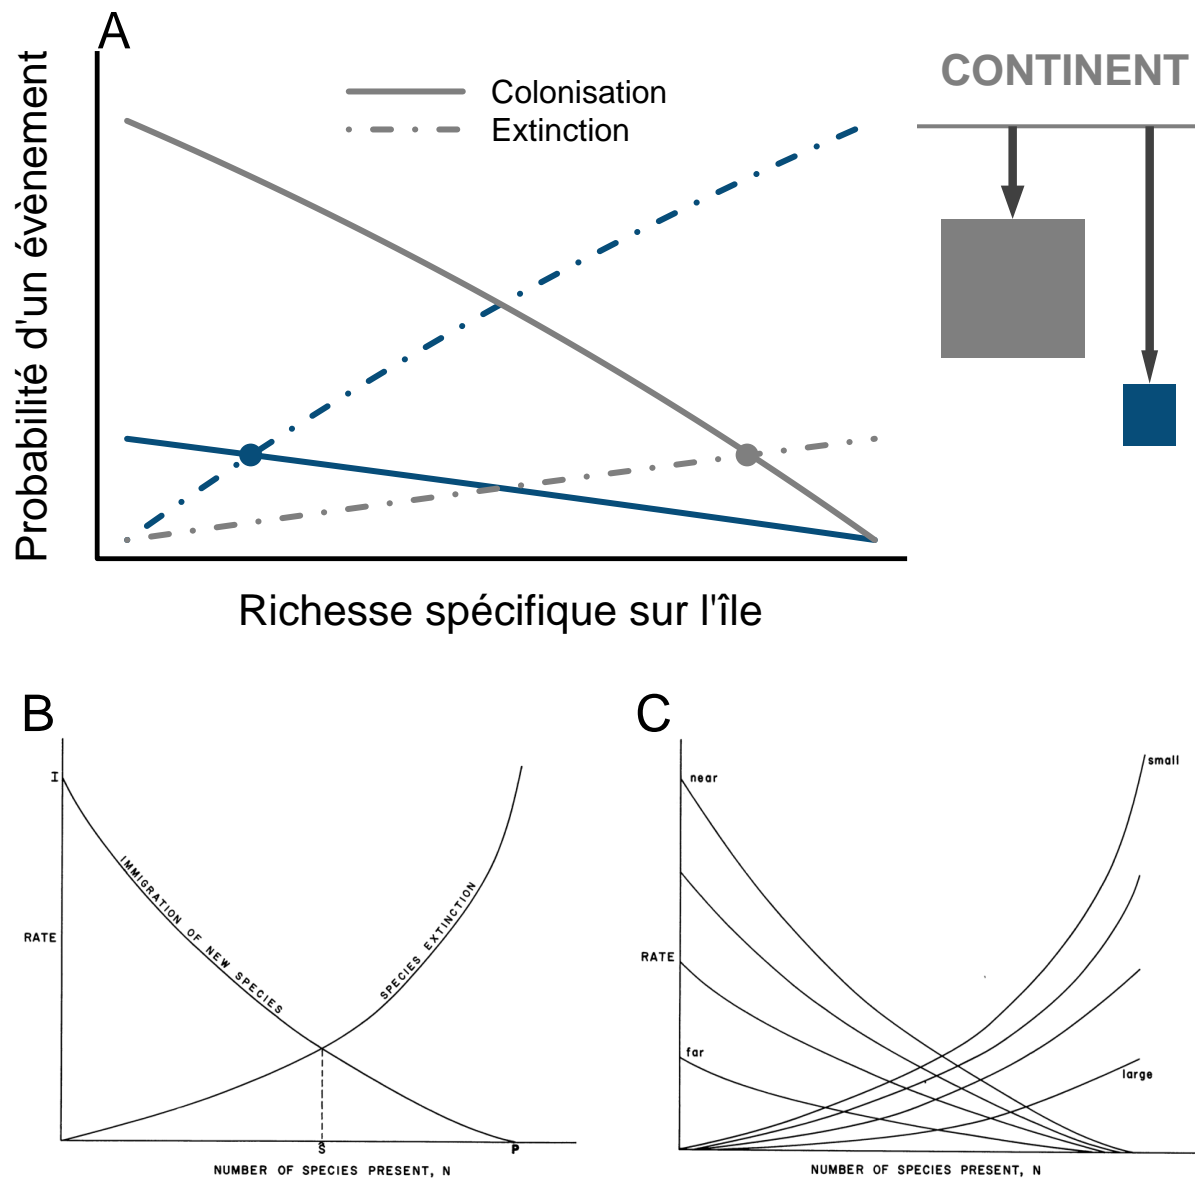 A
Probabilité d'un évènement
Colonisation
Extinction
CONTINENT
Richesse spécifique sur l'île
B
I
IMMIGRATION OF NEW SPECIES
SPECIES EXTINCTION
RATE
ŝ
P
NUMBER OF SPECIES PRESENT, N
C
near
small
RATE
far
large
NUMBER OF SPECIES PRESENT, N